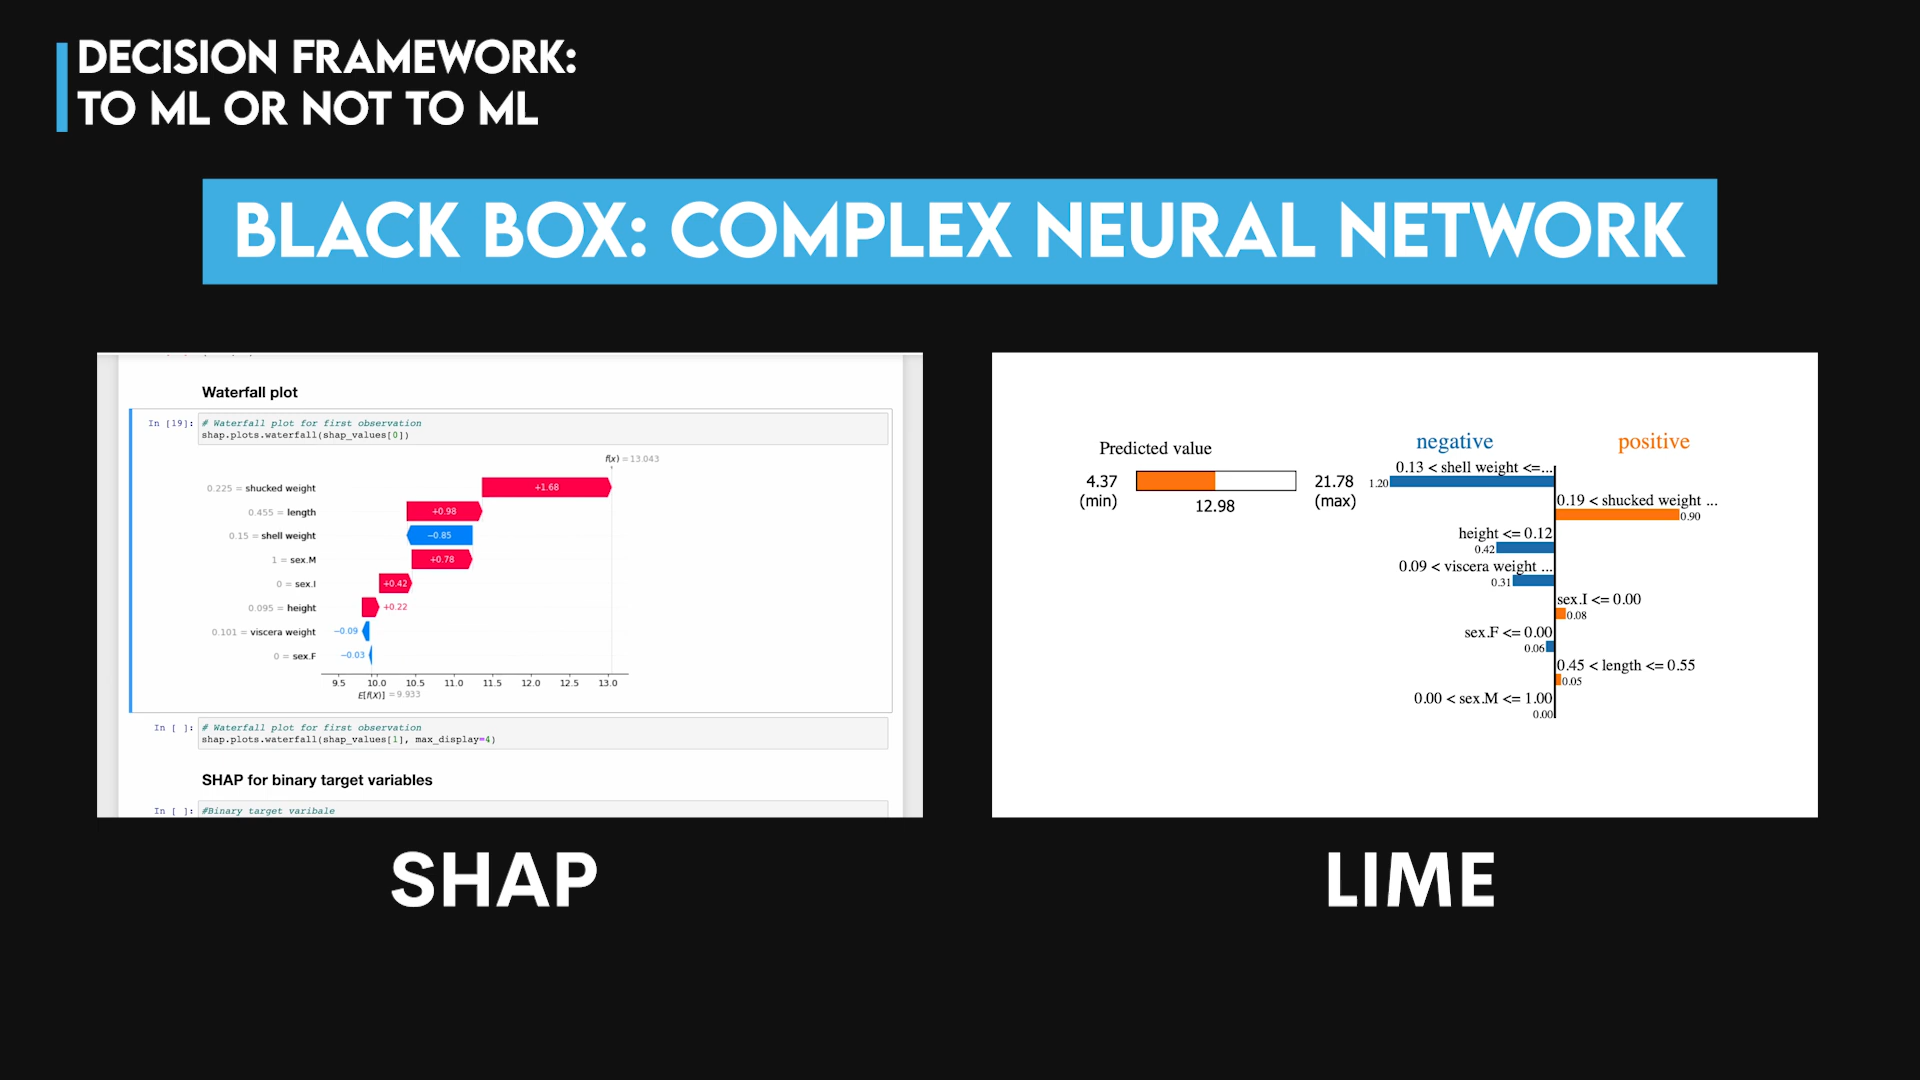 DECISION FRAMEWORK:
TO ML OR NOT TO ML
BLACK BOX: COMPLEX NEURAL NETWORK
Waterfall plot
In [19]: # Waterfall plot for first observation
shap.plots.waterfall(shap_values[0])
f(x) = 13.043
0.225 = shucked weight +1.68
0.455 = length +0.98
0.15 = shell weight −0.85
1 = sex.M +0.78
0 = sex.I +0.42
0.095 = height +0.22
0.101 = viscera weight −0.09
0 = sex.F −0.03
9.5 10.0 10.5 11.0 11.5 12.0 12.5 13.0
E[f(X)] = 9.933
In [ ]: # Waterfall plot for first observation
shap.plots.waterfall(shap_values[1], max_display=4)
SHAP for binary target variables
In [ ]: #Binary target varibale
SHAP
Predicted value
4.37
(min)
12.98
21.78
(max)
negative positive
0.13 < shell weight <=...
1.20
0.19 < shucked weight ...
0.90
height <= 0.12
0.42
0.09 < viscera weight ...
0.31
sex.I <= 0.00
0.08
sex.F <= 0.00
0.06
0.45 < length <= 0.55
0.05
0.00 < sex.M <= 1.00
0.00
LIME